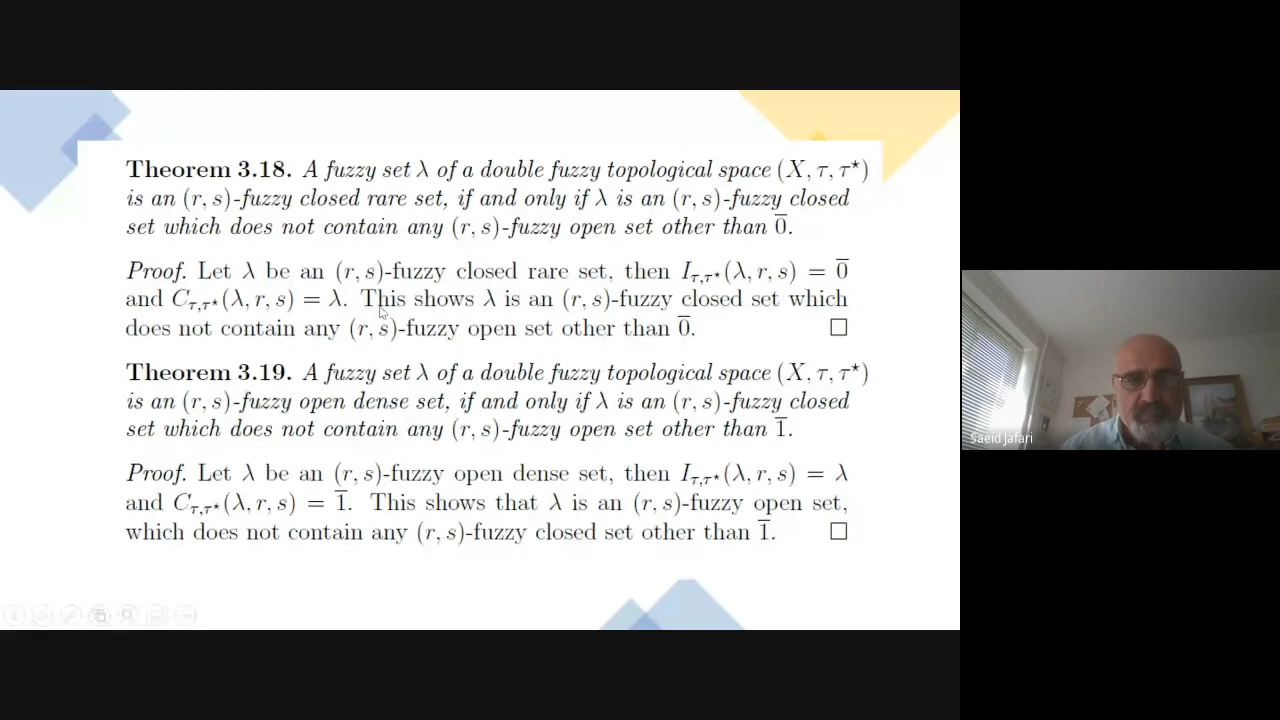 Theorem 3.18. A fuzzy set λ of a double fuzzy topological space (X, τ, τ⋆)
is an (r, s)-fuzzy closed rare set, if and only if λ is an (r, s)-fuzzy closed
set which does not contain any (r, s)-fuzzy open set other than 0̅.
Proof. Let λ be an (r, s)-fuzzy closed rare set, then I_{τ,τ⋆}(λ, r, s) = 0̅
and C_{τ,τ⋆}(λ, r, s) = λ. This shows λ is an (r, s)-fuzzy closed set which
does not contain any (r, s)-fuzzy open set other than 0̅. □
Theorem 3.19. A fuzzy set λ of a double fuzzy topological space (X, τ, τ⋆)
is an (r, s)-fuzzy open dense set, if and only if λ is an (r, s)-fuzzy closed
set which does not contain any (r, s)-fuzzy open set other than 1̅.
Proof. Let λ be an (r, s)-fuzzy open dense set, then I_{τ,τ⋆}(λ, r, s) = λ
and C_{τ,τ⋆}(λ, r, s) = 1̅. This shows that λ is an (r, s)-fuzzy open set,
which does not contain any (r, s)-fuzzy closed set other than 1̅. □
Saeid Jafari